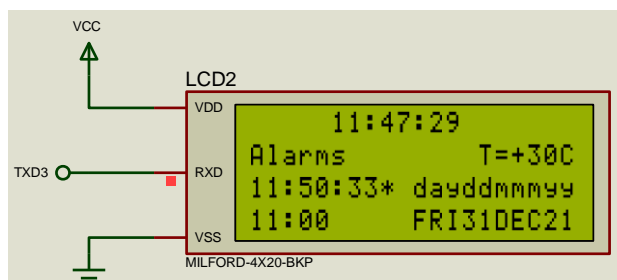 VCC
LCD2
VDD
11:47:29
Alarms T=+30C
TXD3 RXD
11:50:33* dayddmmmyy
11:00 FRI31DEC21
VSS
MILFORD-4X20-BKP